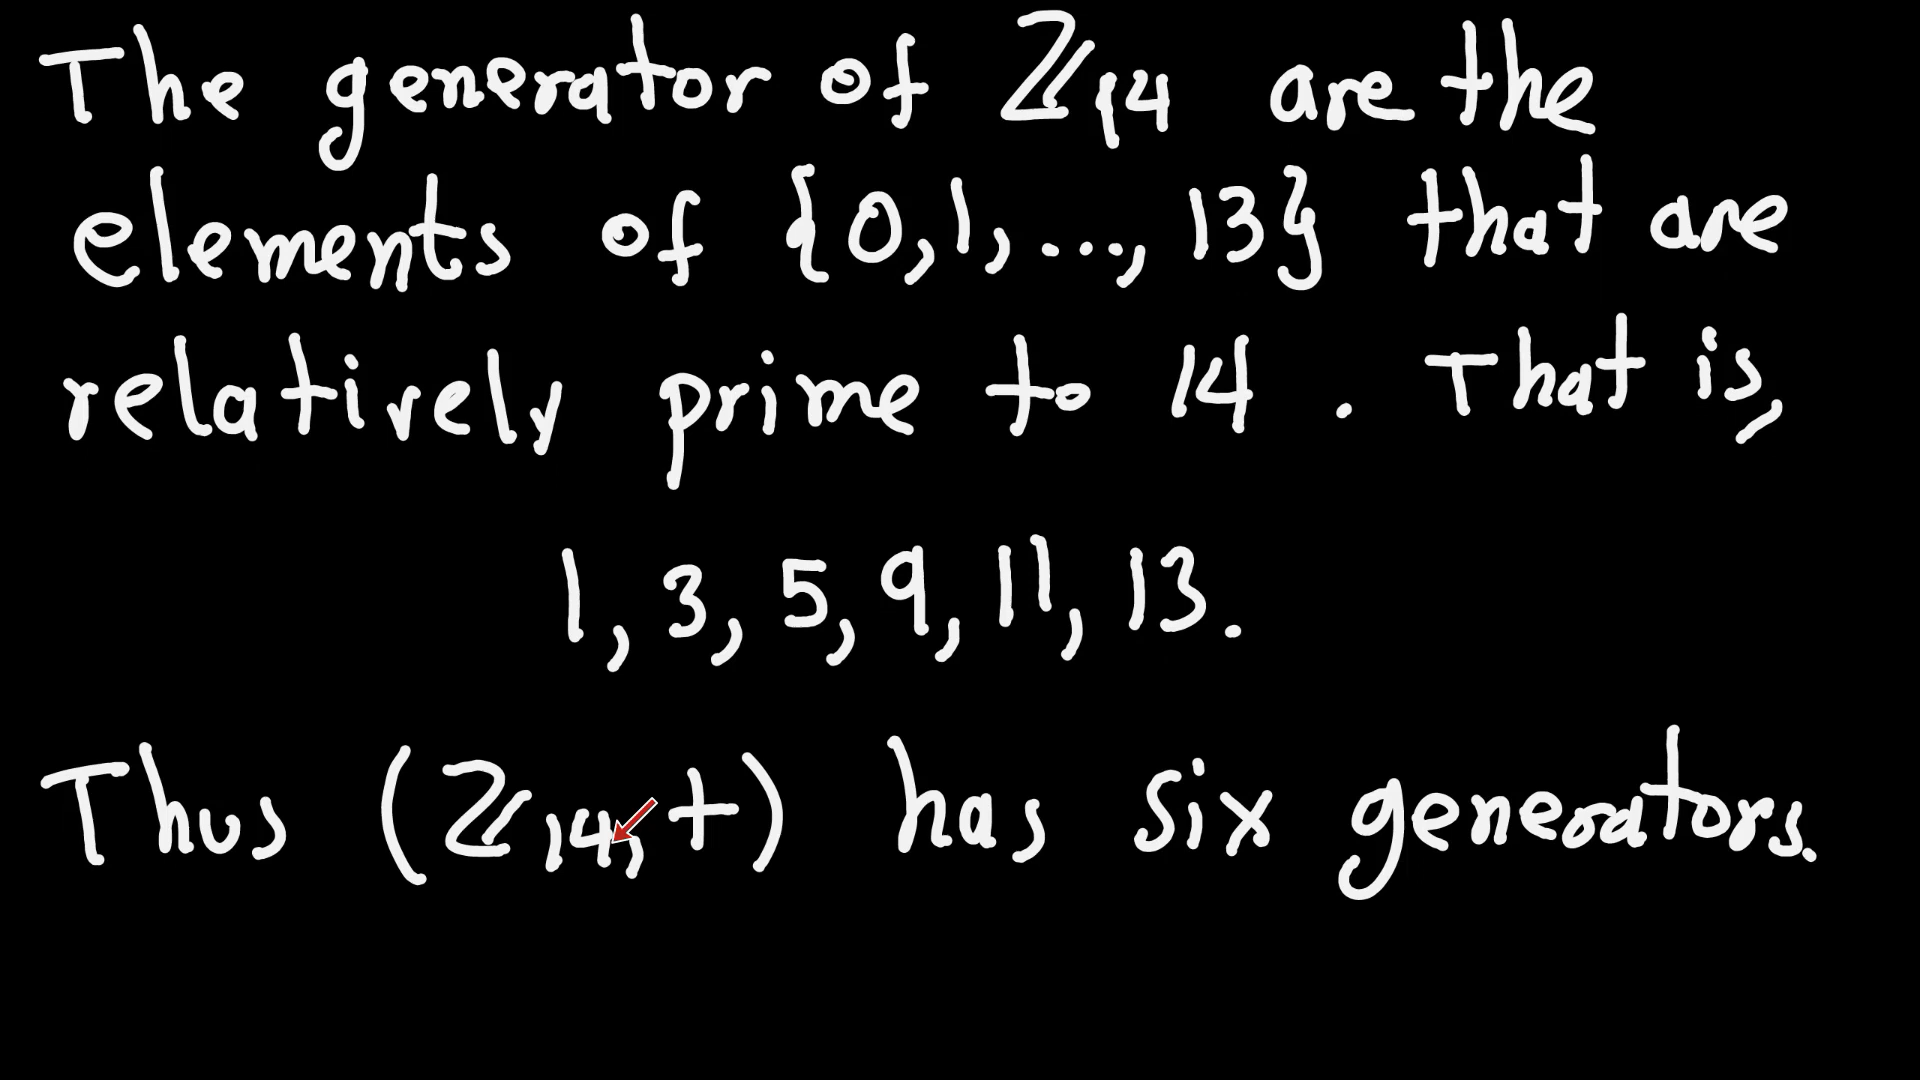 The generator of ℤ₁₄ are the
elements of {0,1,...,13} that are
relatively prime to 14. That is,
1, 3, 5, 9, 11, 13.
Thus (ℤ₁₄,+) has six generators.